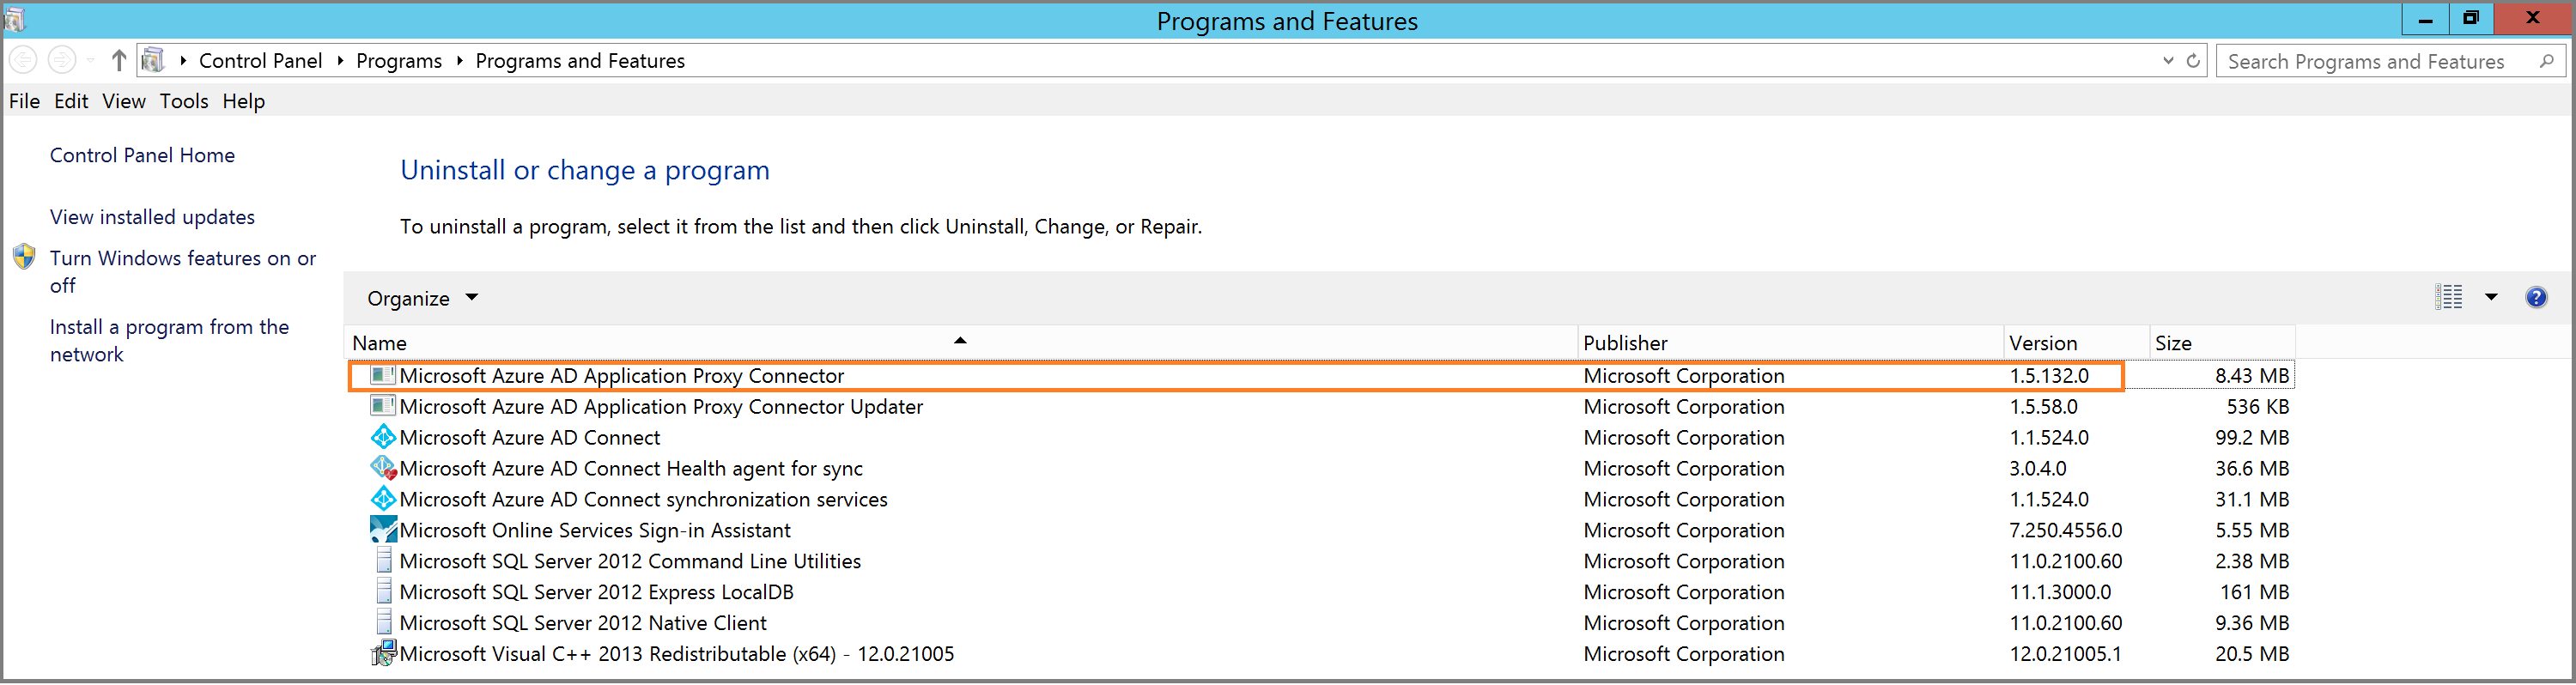 Programs and Features
Control Panel Programs Programs and Features
Search Programs and Features
File Edit View Tools Help
Control Panel Home
View installed updates
Turn Windows features on or
off
Install a program from the
network
Uninstall or change a program
To uninstall a program, select it from the list and then click Uninstall, Change, or Repair.
Organize
Name Publisher Version Size
Microsoft Azure AD Application Proxy Connector Microsoft Corporation 1.5.132.0 8.43 MB
Microsoft Azure AD Application Proxy Connector Updater Microsoft Corporation 1.5.58.0 536 KB
Microsoft Azure AD Connect Microsoft Corporation 1.1.524.0 99.2 MB
Microsoft Azure AD Connect Health agent for sync Microsoft Corporation 3.0.4.0 36.6 MB
Microsoft Azure AD Connect synchronization services Microsoft Corporation 1.1.524.0 31.1 MB
Microsoft Online Services Sign-in Assistant Microsoft Corporation 7.250.4556.0 5.55 MB
Microsoft SQL Server 2012 Command Line Utilities Microsoft Corporation 11.0.2100.60 2.38 MB
Microsoft SQL Server 2012 Express LocalDB Microsoft Corporation 11.1.3000.0 161 MB
Microsoft SQL Server 2012 Native Client Microsoft Corporation 11.0.2100.60 9.36 MB
Microsoft Visual C++ 2013 Redistributable (x64) - 12.0.21005 Microsoft Corporation 12.0.21005.1 20.5 MB